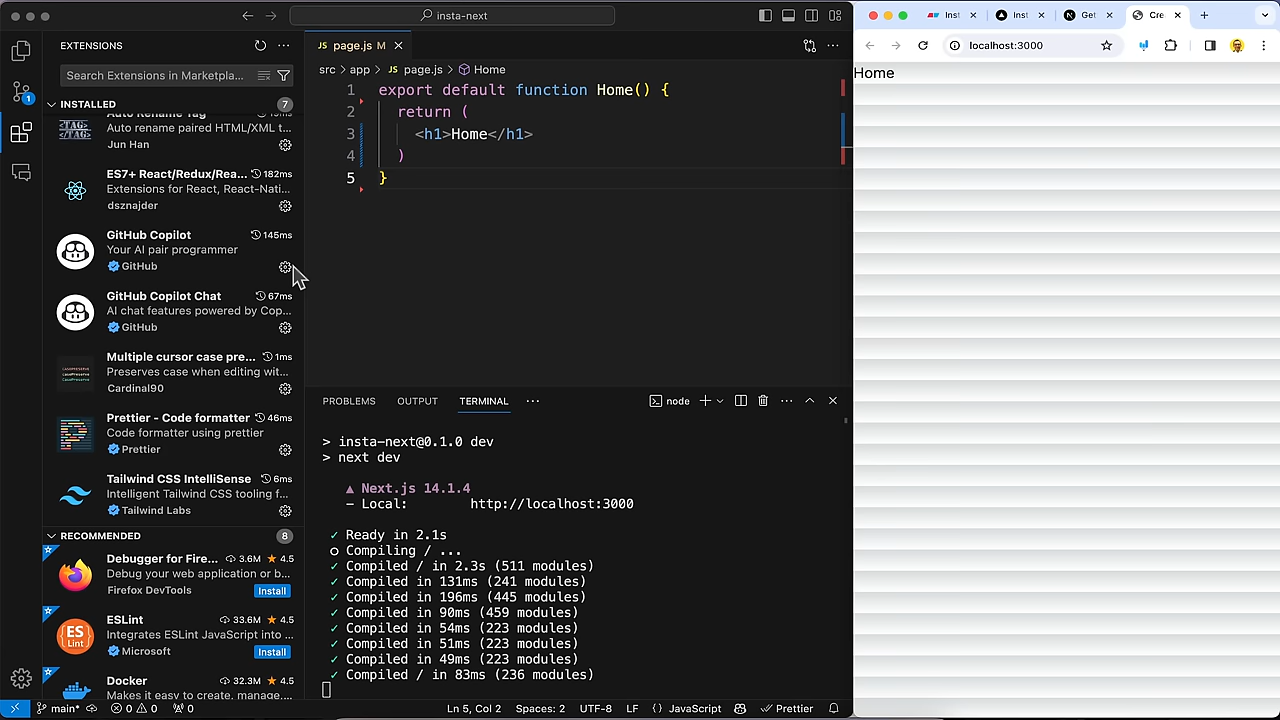 insta-next
Inst
Inst
Get
Cre
localhost:3000
Home
EXTENSIONS
Search Extensions in Marketpla...
INSTALLED
7
Auto rename paired HTML/XML t...
Jun Han
ES7+ React/Redux/Rea... 182ms
Extensions for React, React-Nati...
dsznajder
GitHub Copilot 145ms
Your AI pair programmer
GitHub
GitHub Copilot Chat 67ms
AI chat features powered by Cop...
GitHub
Multiple cursor case pre... 1ms
Preserves case when editing wit...
Cardinal90
Prettier - Code formatter 46ms
Code formatter using prettier
Prettier
Tailwind CSS IntelliSense 6ms
Intelligent Tailwind CSS tooling f...
Tailwind Labs
RECOMMENDED
8
Debugger for Fire... 3.6M ★ 4.5
Debug your web application or b...
Firefox DevTools Install
ESLint 33.6M ★ 4.5
Integrates ESLint JavaScript into ...
Microsoft Install
Docker 32.3M ★ 4.5
Makes it easy to create, manage,...
JS page.js M
src > app > JS page.js > Home
1 export default function Home() {
2 return (
3 <h1>Home</h1>
4 )
5 }
PROBLEMS OUTPUT TERMINAL ... node
> insta-next@0.1.0 dev
> next dev
▲ Next.js 14.1.4
- Local: http://localhost:3000
✓ Ready in 2.1s
○ Compiling / ...
✓ Compiled / in 2.3s (511 modules)
✓ Compiled in 131ms (241 modules)
✓ Compiled in 196ms (445 modules)
✓ Compiled in 90ms (459 modules)
✓ Compiled in 54ms (223 modules)
✓ Compiled in 51ms (223 modules)
✓ Compiled in 49ms (223 modules)
✓ Compiled / in 83ms (236 modules)
main* 0 0 0 Ln 5, Col 2 Spaces: 2 UTF-8 LF {} JavaScript Prettier